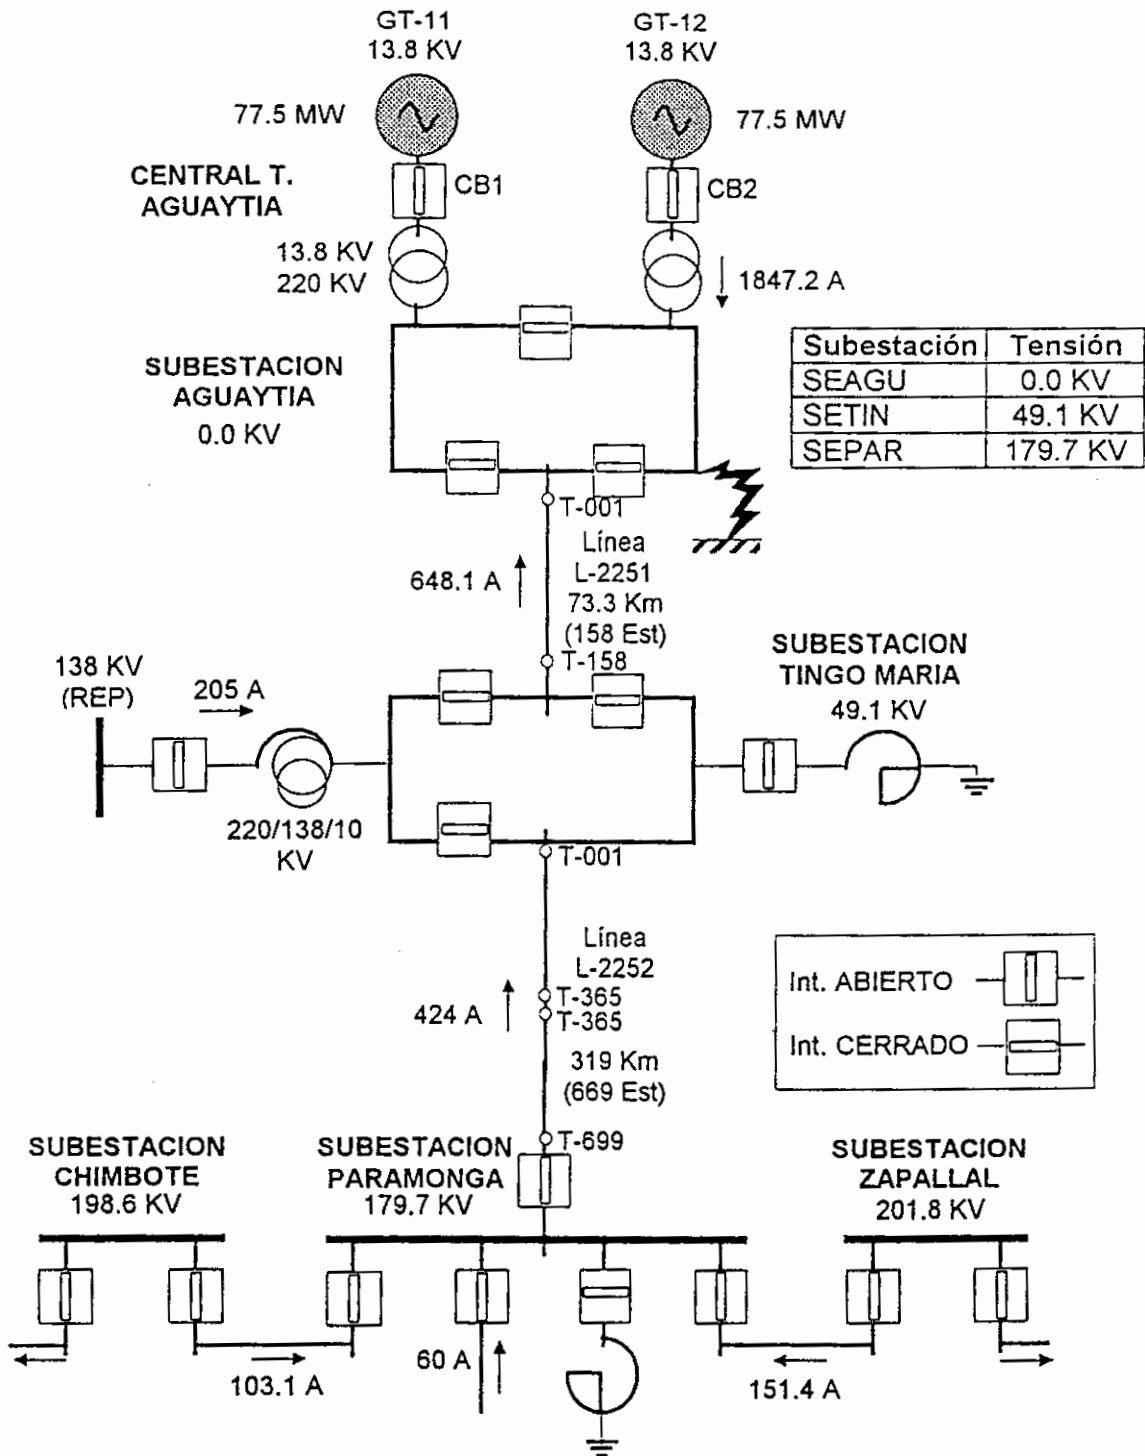 GT-11
13.8 KV
GT-12
13.8 KV
77.5 MW
77.5 MW
CENTRAL T.
AGUAYTIA
CB1
CB2
13.8 KV
220 KV
1847.2 A
SUBESTACION
AGUAYTIA
0.0 KV
Subestación Tensión
SEAGU 0.0 KV
SETIN 49.1 KV
SEPAR 179.7 KV
T-001
Línea
L-2251
73.3 Km
(158 Est)
648.1 A
T-158
SUBESTACION
TINGO MARIA
49.1 KV
138 KV
(REP)
205 A
220/138/10
KV
T-001
Línea
L-2252
T-365
T-365
424 A
319 Km
(669 Est)
T-699
Int. ABIERTO
Int. CERRADO
SUBESTACION
CHIMBOTE
198.6 KV
SUBESTACION
PARAMONGA
179.7 KV
SUBESTACION
ZAPALLAL
201.8 KV
103.1 A
60 A
151.4 A